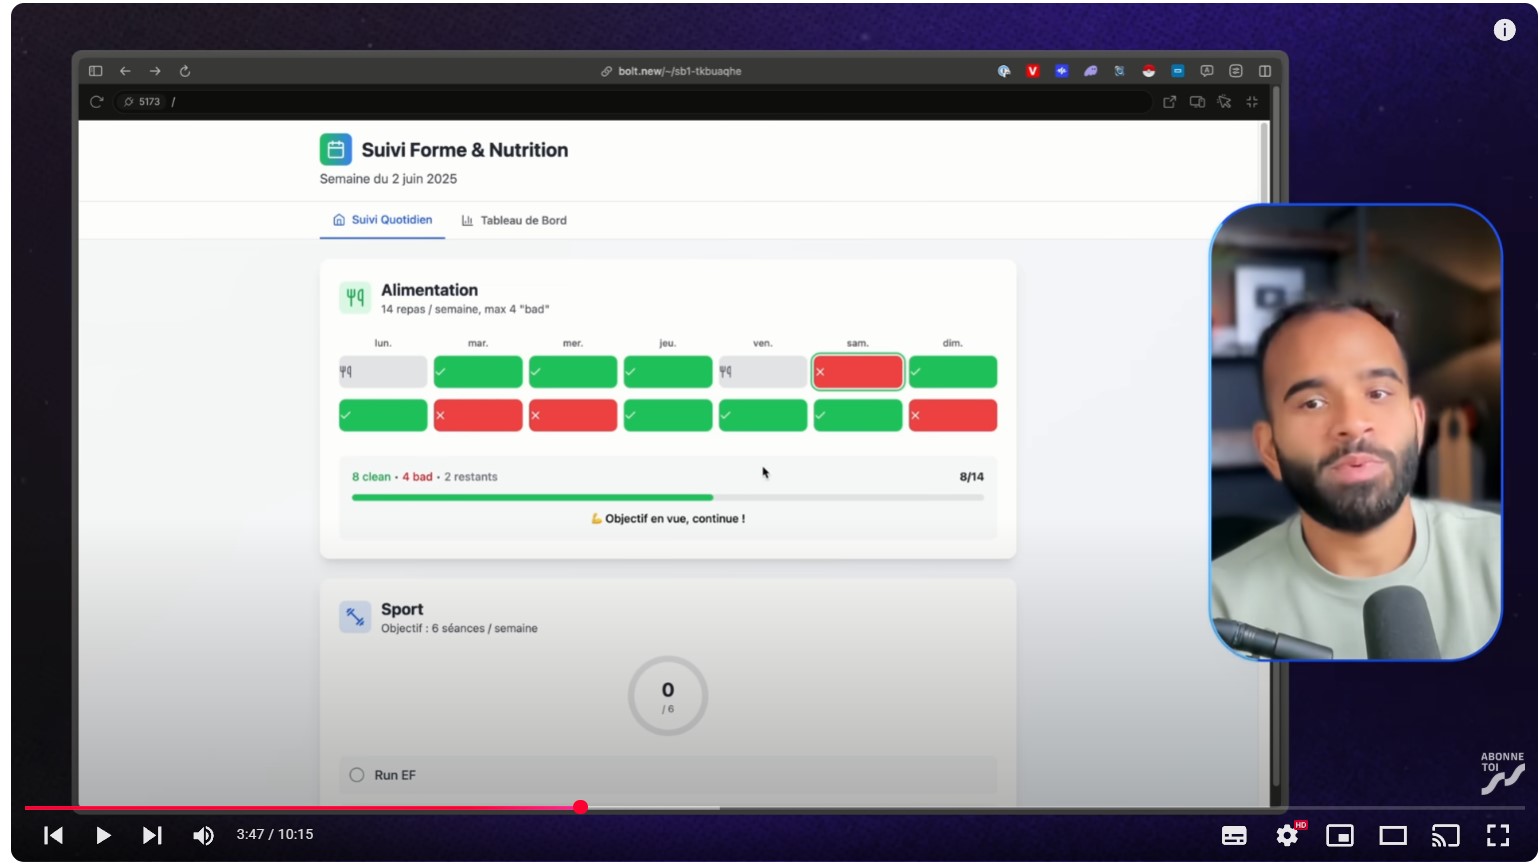 bolt.new/~/sb1-tkbuaqhe
5173 /
Suivi Forme & Nutrition
Semaine du 2 juin 2025
Suivi Quotidien
Tableau de Bord
Alimentation
14 repas / semaine, max 4 "bad"
lun. mar. mer. jeu. ven. sam. dim.
8 clean • 4 bad • 2 restants
8/14
💪 Objectif en vue, continue !
Sport
Objectif : 6 séances / semaine
0
/ 6
Run EF
ABONNE
TOI
3:47 / 10:15
HD